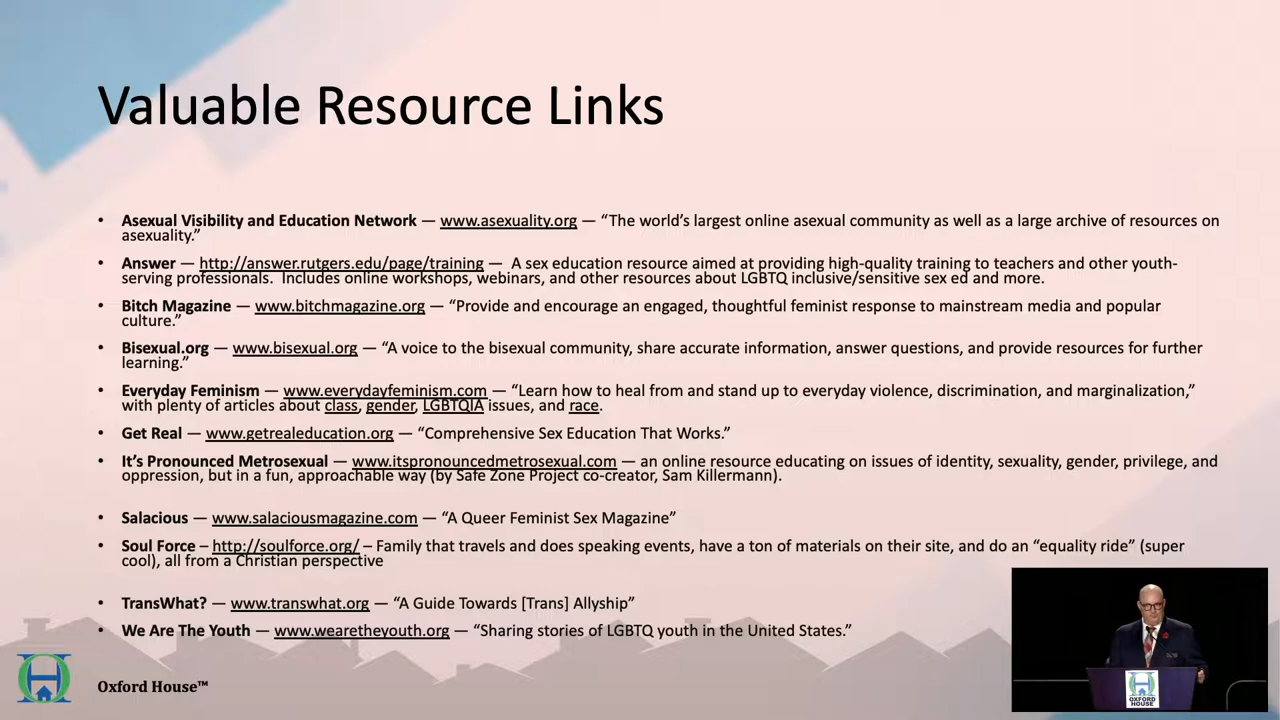 Valuable Resource Links
• Asexual Visibility and Education Network — www.asexuality.org — “The world’s largest online asexual community as well as a large archive of resources on
asexuality.”
• Answer — http://answer.rutgers.edu/page/training — A sex education resource aimed at providing high-quality training to teachers and other youth-
serving professionals. Includes online workshops, webinars, and other resources about LGBTQ inclusive/sensitive sex ed and more.
• Bitch Magazine — www.bitchmagazine.org — “Provide and encourage an engaged, thoughtful feminist response to mainstream media and popular
culture.”
• Bisexual.org — www.bisexual.org — “A voice to the bisexual community, share accurate information, answer questions, and provide resources for further
learning.”
• Everyday Feminism — www.everydayfeminism.com — “Learn how to heal from and stand up to everyday violence, discrimination, and marginalization,”
with plenty of articles about class, gender, LGBTQIA issues, and race.
• Get Real — www.getrealeducation.org — “Comprehensive Sex Education That Works.”
• It’s Pronounced Metrosexual — www.itspronouncedmetrosexual.com — an online resource educating on issues of identity, sexuality, gender, privilege, and
oppression, but in a fun, approachable way (by Safe Zone Project co-creator, Sam Killermann).
• Salacious — www.salaciousmagazine.com — “A Queer Feminist Sex Magazine”
• Soul Force – http://soulforce.org/ – Family that travels and does speaking events, have a ton of materials on their site, and do an “equality ride” (super
cool), all from a Christian perspective
• TransWhat? — www.transwhat.org — “A Guide Towards [Trans] Allyship”
• We Are The Youth — www.wearetheyouth.org — “Sharing stories of LGBTQ youth in the United States.”
Oxford House™
OXFORD
HOUSE